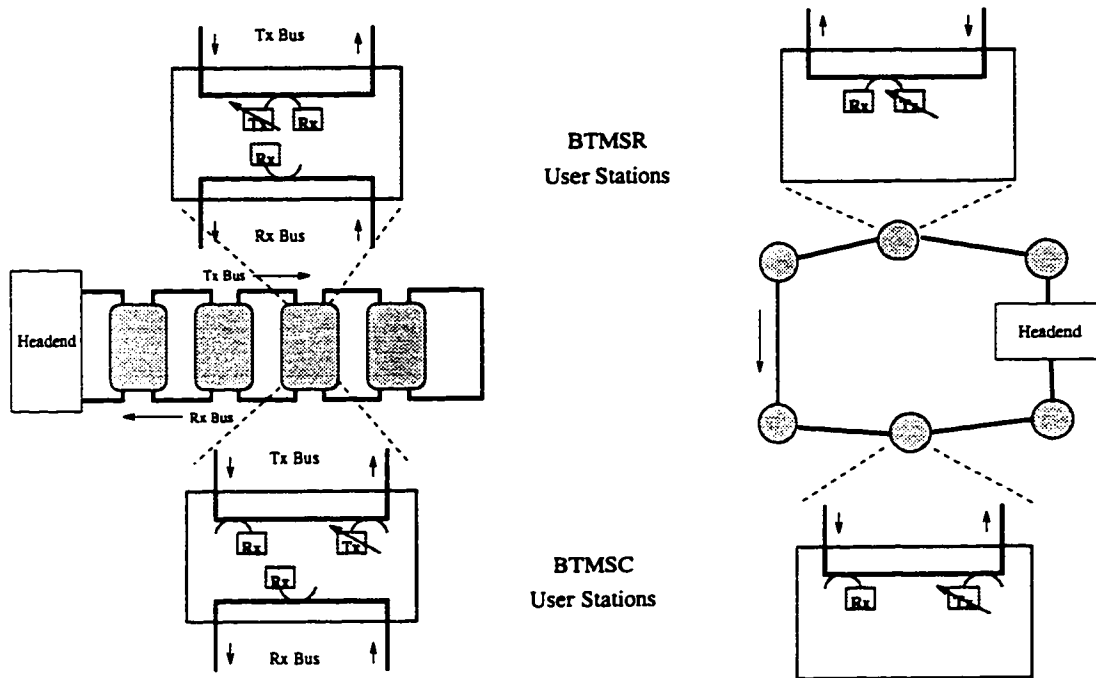 Tx Bus
Tx
Rx
Rx
Rx Bus
BTMSR
User Stations
Rx
Tx
Tx Bus
Headend
Rx Bus
Headend
Tx Bus
Rx
Tx
Rx
Rx Bus
BTMSC
User Stations
Rx
Tx